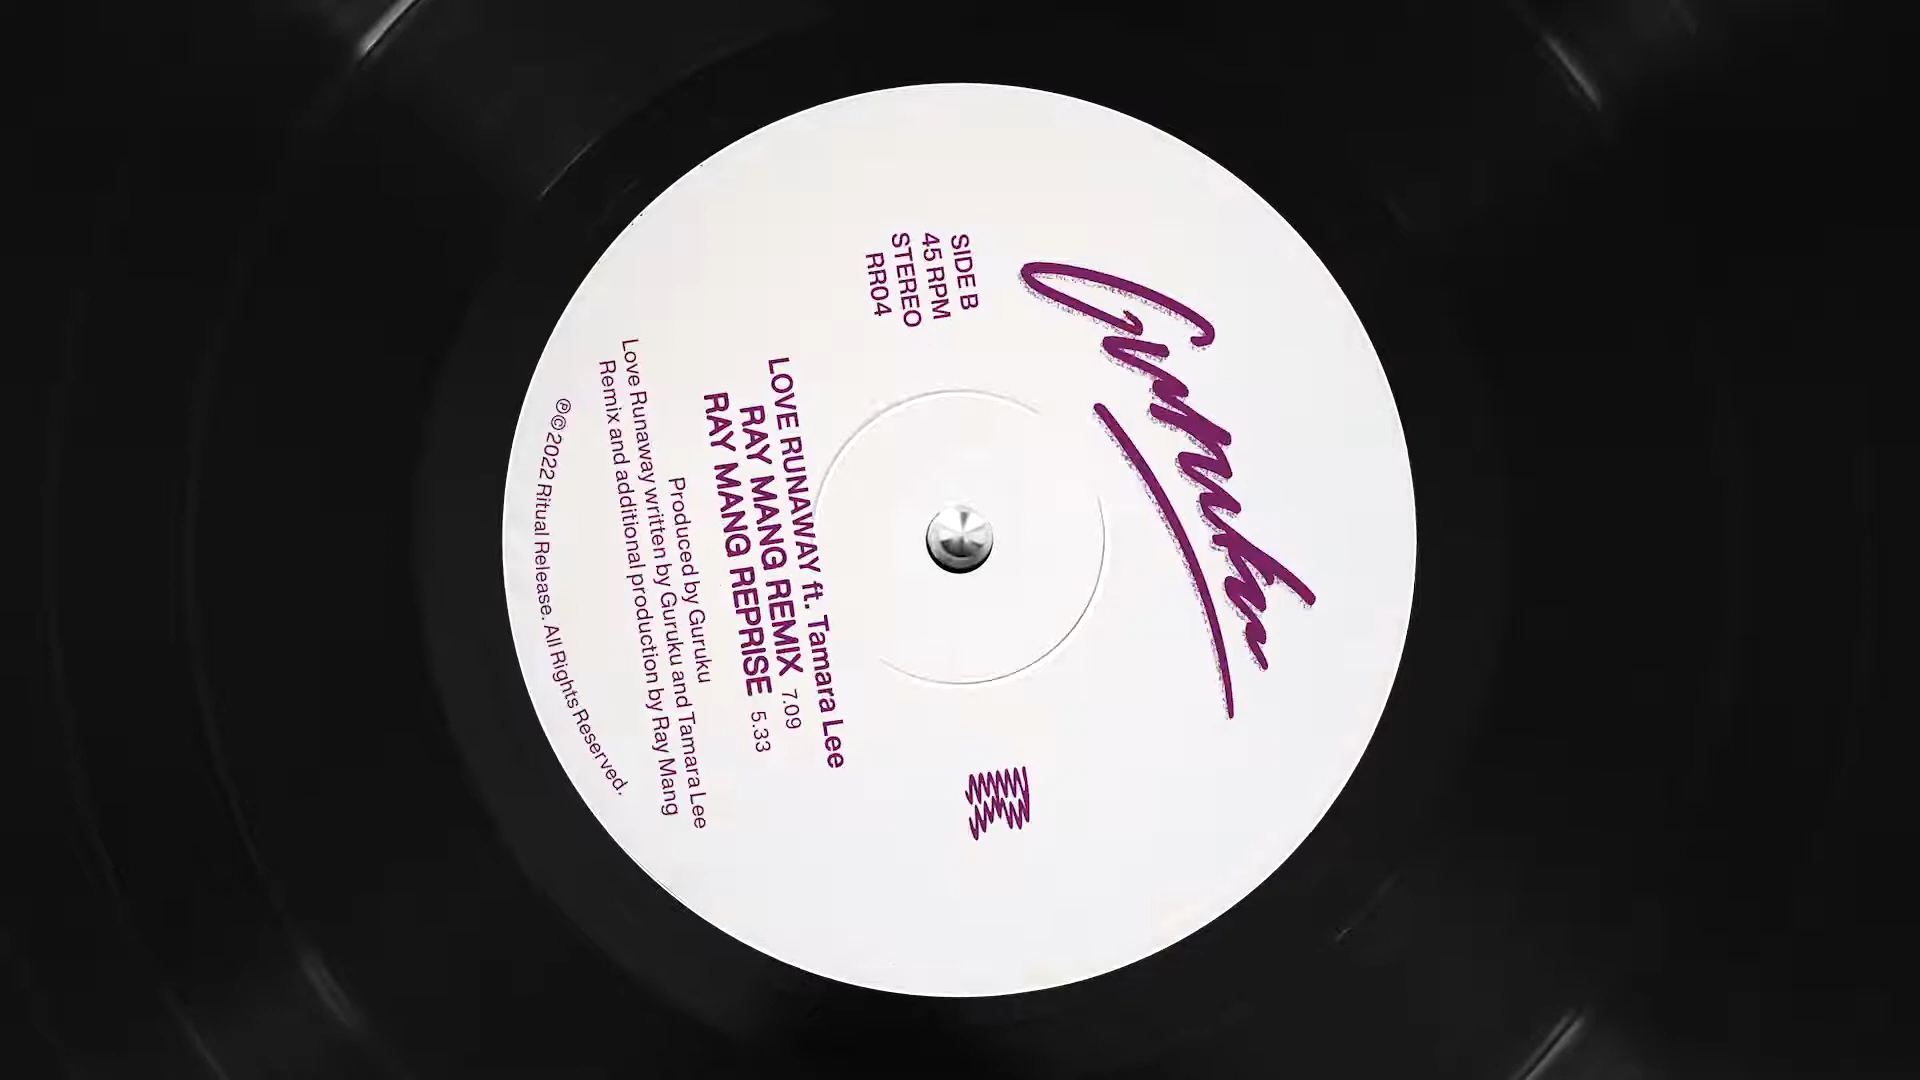 Guruku
SIDE B
45 RPM
STEREO
RR04
LOVE RUNAWAY ft. Tamara Lee
RAY MANG REMIX 7.09
RAY MANG REPRISE 5.33
Produced by Guruku
Love Runaway written by Guruku and Tamara Lee
Remix and additional production by Ray Mang
℗©2022 Ritual Release. All Rights Reserved.